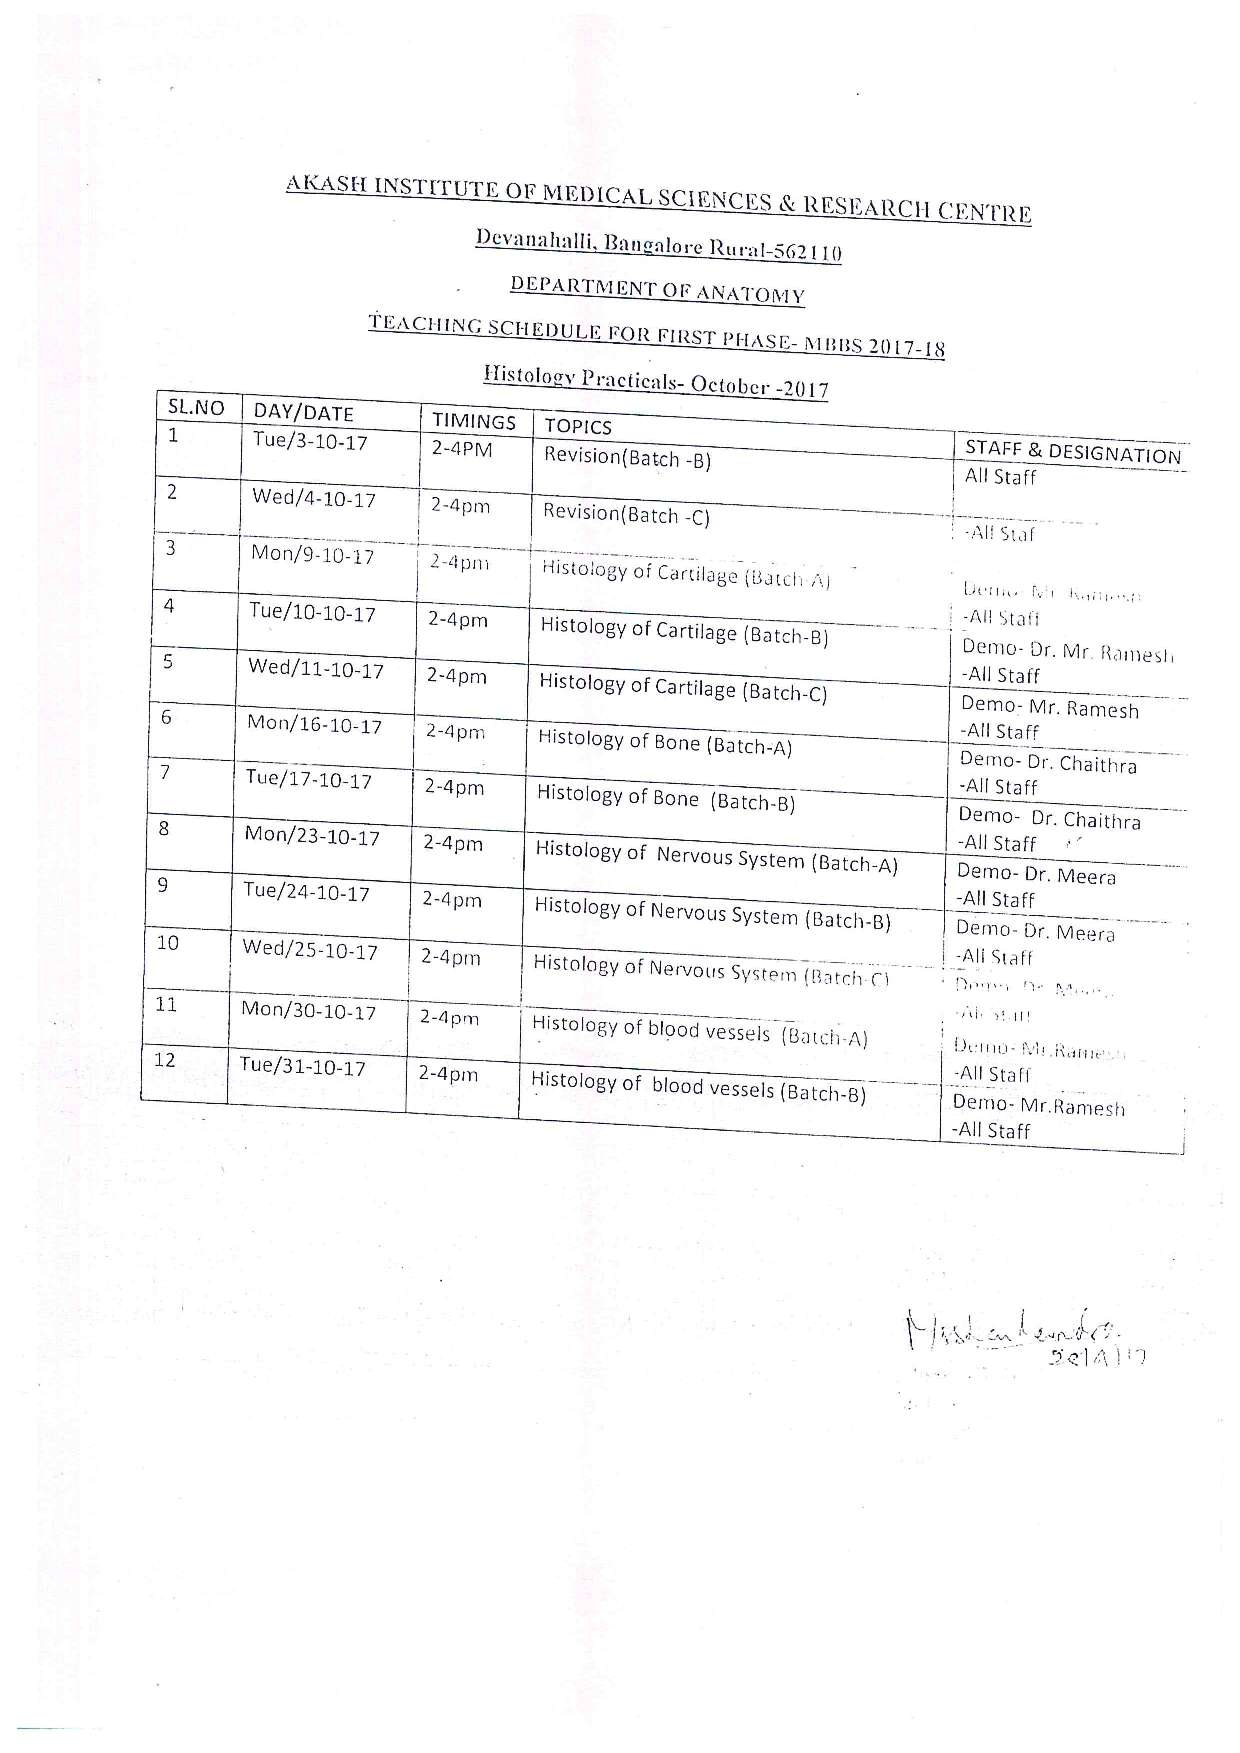 AKASH INSTITUTE OF MEDICAL SCIENCES & RESEARCH CENTRE
Devanahalli, Bangalore Rural-562110
DEPARTMENT OF ANATOMY
TEACHING SCHEDULE FOR FIRST PHASE- MBBS 2017-18
Histology Practicals- October -2017
SL.NO DAY/DATE TIMINGS TOPICS STAFF & DESIGNATION
1 Tue/3-10-17 2-4PM Revision(Batch -B) All Staff
2 Wed/4-10-17 2-4pm Revision(Batch -C) -All Staf
3 Mon/9-10-17 2-4pm Histology of Cartilage (Batch-A) Demo- Mr Ramesh
-All Staff
4 Tue/10-10-17 2-4pm Histology of Cartilage (Batch-B) Demo- Dr. Mr. Ramesh
-All Staff
5 Wed/11-10-17 2-4pm Histology of Cartilage (Batch-C) Demo- Mr. Ramesh
-All Staff
6 Mon/16-10-17 2-4pm Histology of Bone (Batch-A) Demo- Dr. Chaithra
-All Staff
7 Tue/17-10-17 2-4pm Histology of Bone (Batch-B) Demo- Dr. Chaithra
-All Staff
8 Mon/23-10-17 2-4pm Histology of Nervous System (Batch-A) Demo- Dr. Meera
-All Staff
9 Tue/24-10-17 2-4pm Histology of Nervous System (Batch-B) Demo- Dr. Meera
-All Staff
10 Wed/25-10-17 2-4pm Histology of Nervous System (Batch-C)
11 Mon/30-10-17 2-4pm Histology of blood vessels (Batch-A) Demo- Mr.Rames
-All Staff
12 Tue/31-10-17 2-4pm Histology of blood vessels (Batch-B) Demo- Mr.Ramesh
-All Staff